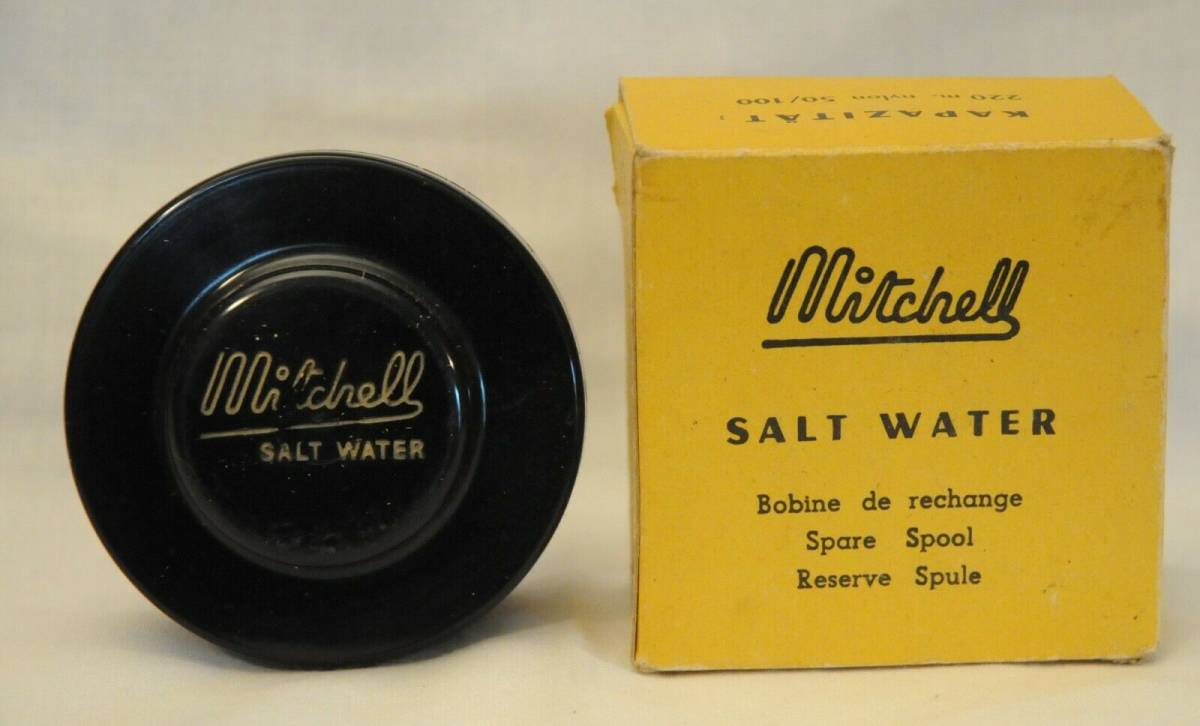 Mitchell
SALT WATER
KAPAZITÄT :
220 m. nylon 50/100
Mitchell
SALT WATER
Bobine de rechange
Spare Spool
Reserve Spule